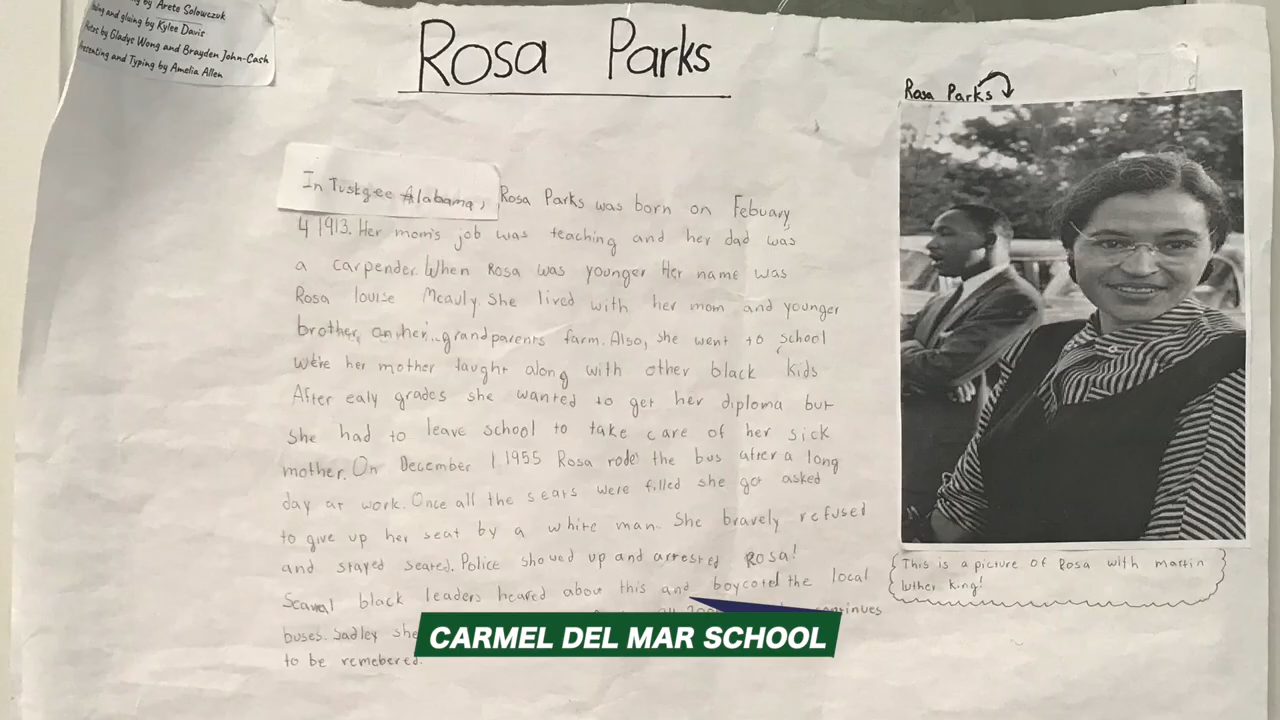 by Arete Solowczuk
and gluing by Kylee Davis
by Gladys Wong and Brayden John-Cash
and Typing by Amelia Allen
Rosa Parks
Rosa Parks
In Tuskgee Alabama, Rosa Parks was born on Febuary
4 1913. Her mom's job was teaching and her dad was
a carpender. When Rosa was younger Her name was
Rosa louise Mcauly. She lived with her mom and younger
brother, on her grandparents farm. Also, she went to school
were her mother taught along with other black kids
After ealy grades she wanted to get her diploma but
she had to leave school to take care of her sick
mother. On December 1 1955 Rosa rode the bus after a long
day at work. Once all the sears were filled she got asked
to give up her seat by a white man. She bravely refused
and stayed seated. Police showed up and arrested Rosa!
Scaval black leaders heared about this and boycoted the local
buses. Sadley she continues
to be remebered.
This is a picture of Rosa with martin
luther king!
CARMEL DEL MAR SCHOOL